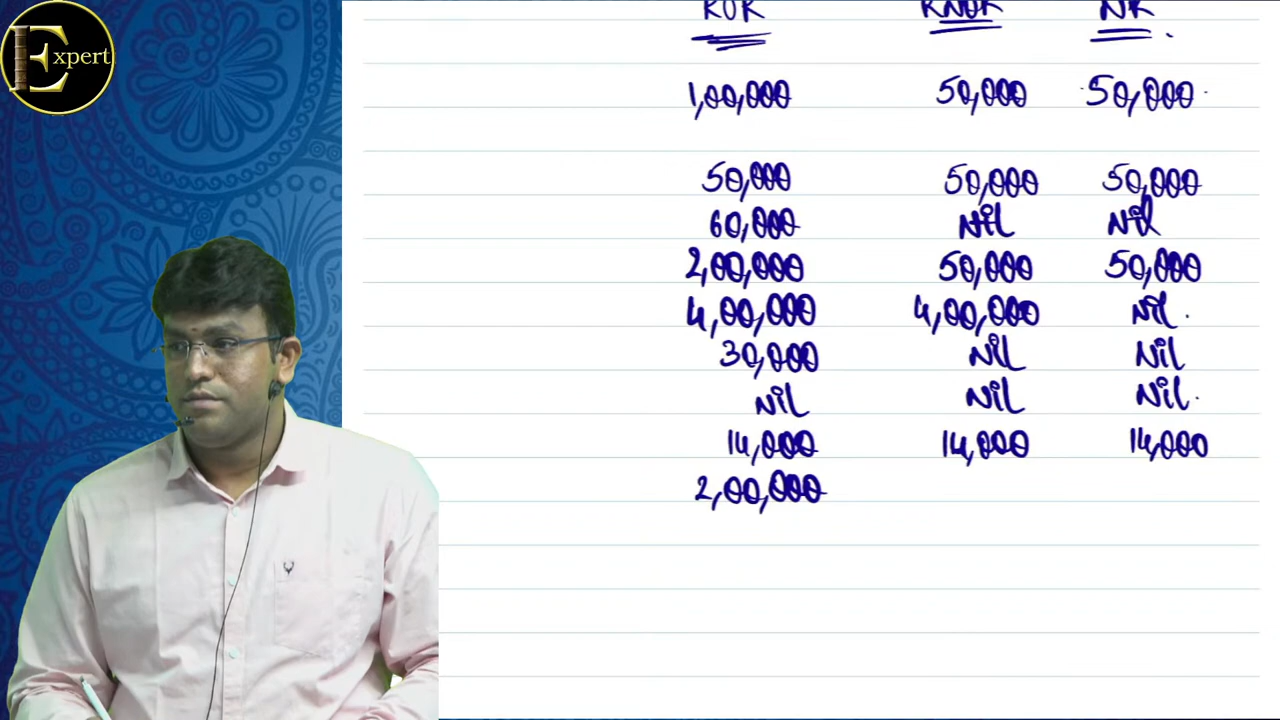 Expert
ROR RNOR NR
1,00,000 50,000 50,000
50,000 50,000 50,000
60,000 Nil Nil
2,00,000 50,000 50,000
4,00,000 4,00,000 Nil.
30,000 Nil Nil
Nil Nil Nil.
14,000 14,000 14,000
2,00,000